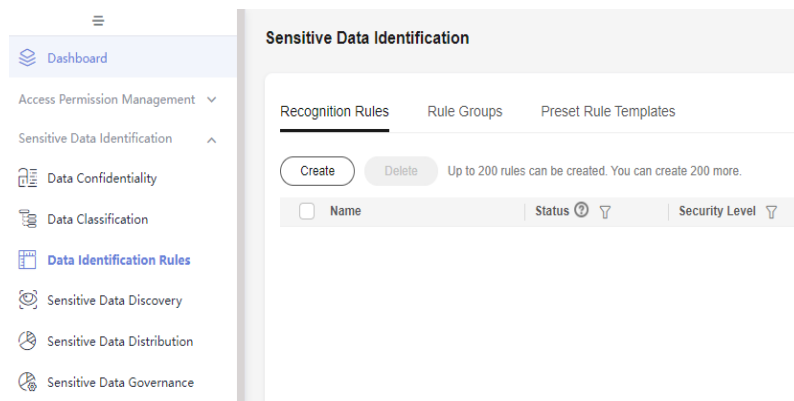 Dashboard
Access Permission Management
Sensitive Data Identification
Data Confidentiality
Data Classification
Data Identification Rules
Sensitive Data Discovery
Sensitive Data Distribution
Sensitive Data Governance
Sensitive Data Identification
Recognition Rules Rule Groups Preset Rule Templates
Create Delete Up to 200 rules can be created. You can create 200 more.
Name Status Security Level